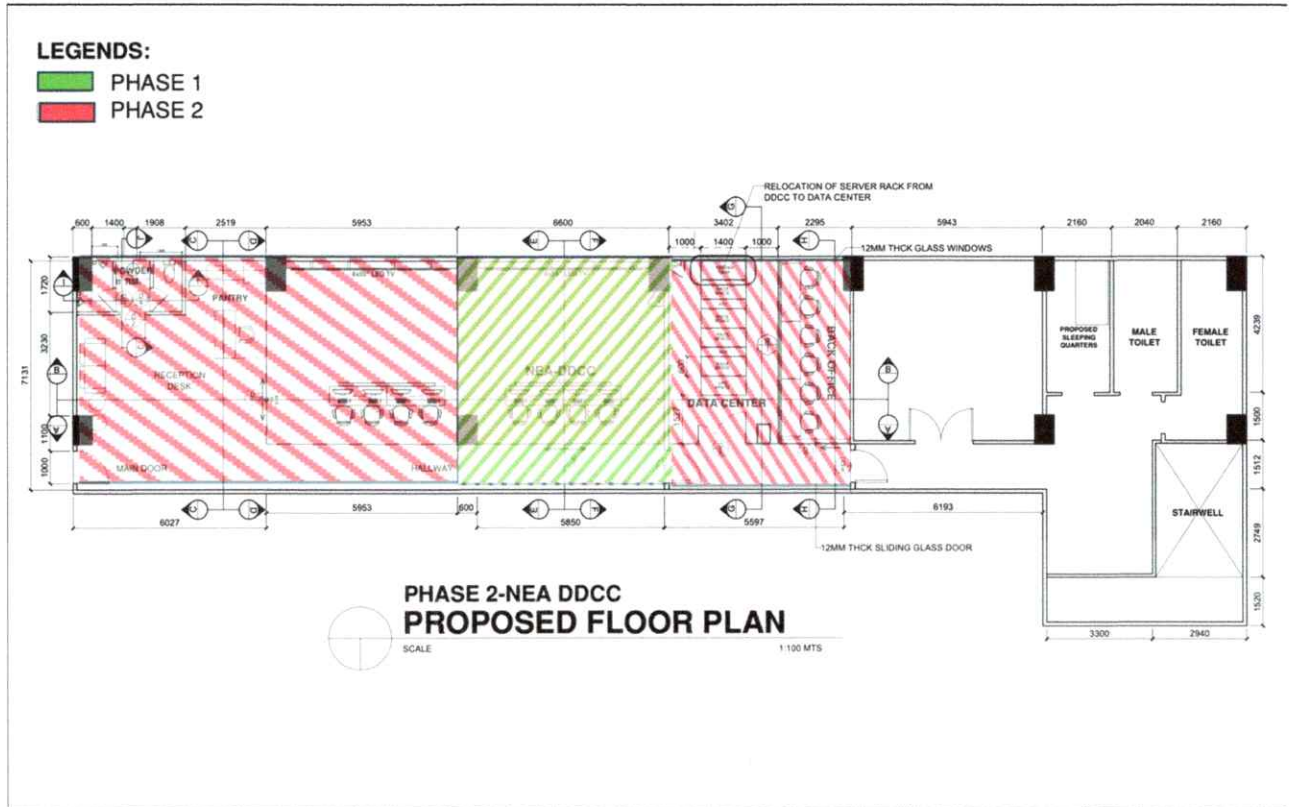 LEGENDS:
PHASE 1
PHASE 2
RELOCATION OF SERVER RACK FROM
DDCC TO DATA CENTER
600 1400 1908 2519 5953 6600 3402 2295 5943 2160 2040 2160
1000 1400 1000
12MM THCK GLASS WINDOWS
7131
1720
3230
1100
1000
POWDER
RM
PANTRY
RECEPTION
DESK
MAIN DOOR
HALLWAY
NEA-DDCC
DATA CENTER
BACK OFFICE
PROPOSED
SLEEPING
QUARTERS
MALE
TOILET
FEMALE
TOILET
STAIRWELL
4239
1500
1512
2749
1520
C D E F G H
B B
A A
C D E F G H
6027 5953 600 5850 5597 6193
12MM THCK SLIDING GLASS DOOR
3300 2940
PHASE 2-NEA DDCC
PROPOSED FLOOR PLAN
SCALE 1:100 MTS